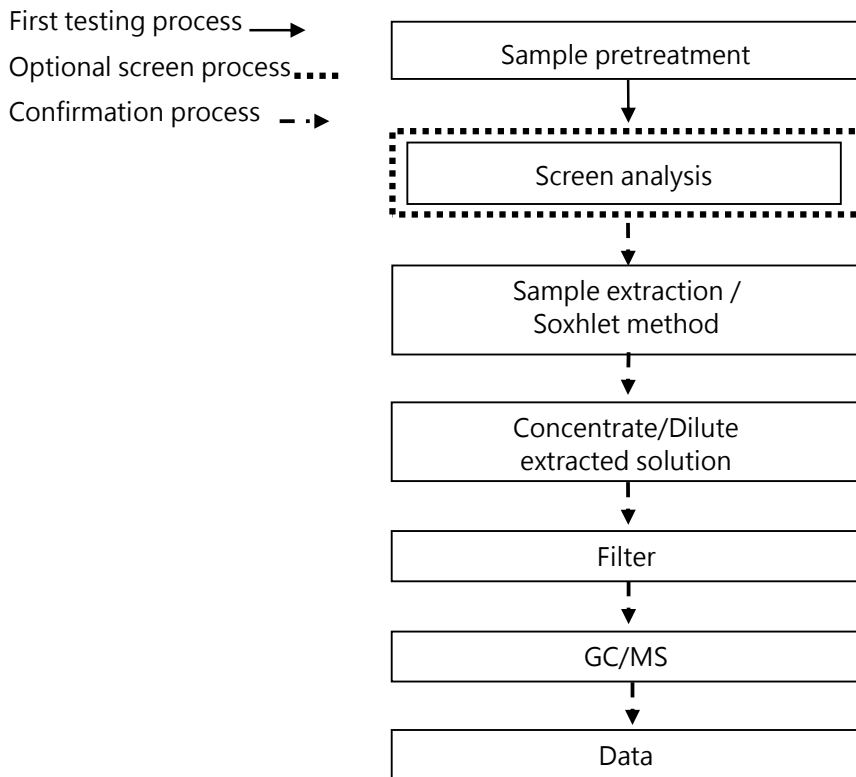 First testing process
Optional screen process
Confirmation process
Sample pretreatment
Screen analysis
Sample extraction /
Soxhlet method
Concentrate/Dilute
extracted solution
Filter
GC/MS
Data